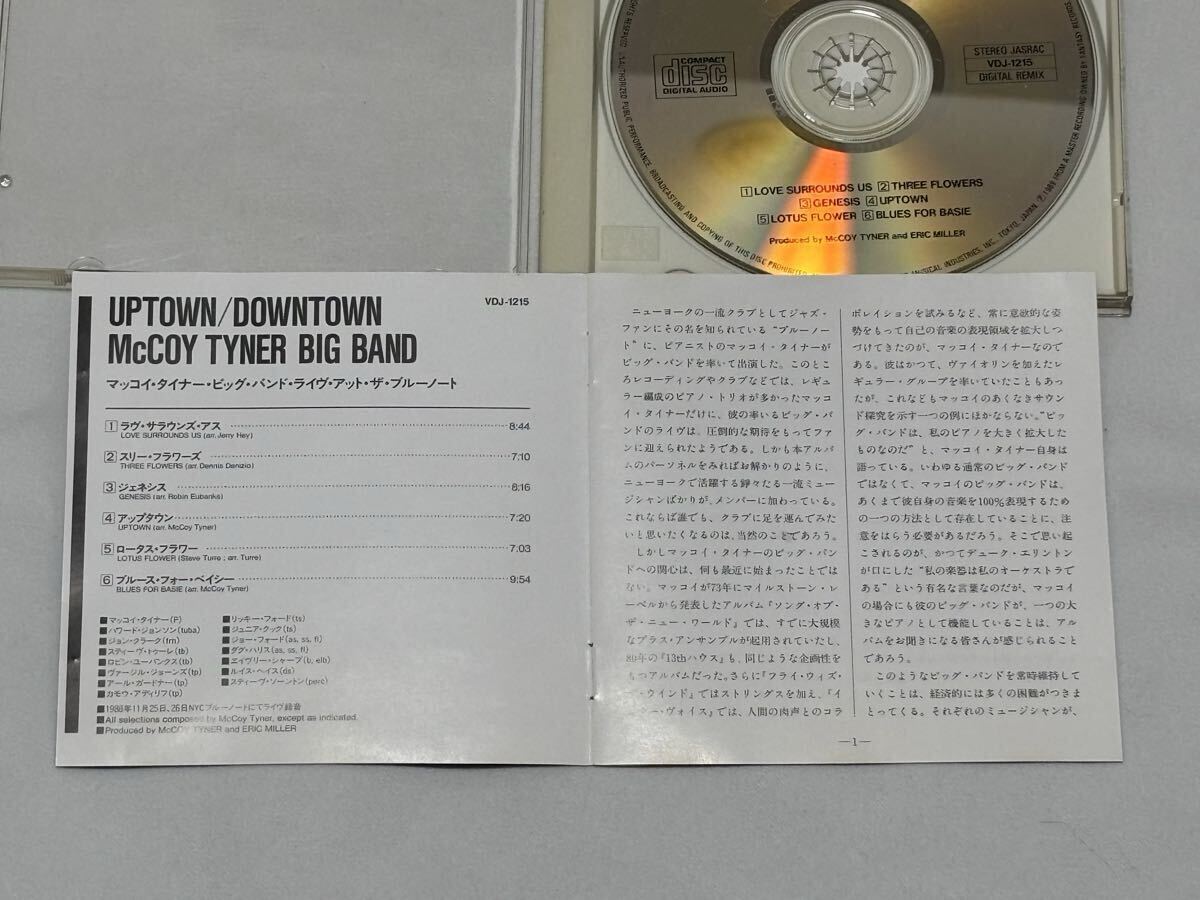 COMPACT
disc
DIGITAL AUDIO
STEREO JASRAC
VDJ-1215
DIGITAL REMIX
1 LOVE SURROUNDS US 2 THREE FLOWERS
3 GENESIS 4 UPTOWN
5 LOTUS FLOWER 6 BLUES FOR BASIE
Produced by McCOY TYNER and ERIC MILLER
UPTOWN/DOWNTOWN
McCOY TYNER BIG BAND
VDJ-1215
マッコイ・タイナー・ビッグ・バンド・ライヴ・アット・ザ・ブルーノート
1 ラヴ・サラウンズ・アス 8:44
LOVE SURROUNDS US (arr. Jerry Hey)
2 スリー・フラワーズ 7:10
THREE FLOWERS (arr. Dennis Danizio)
3 ジェネシス 8:16
GENESIS (arr. Robin Eubanks)
4 アップタウン 7:20
UPTOWN (arr. McCoy Tyner)
5 ロータス・フラワー 7:03
LOTUS FLOWER (Steve Turre ; arr. Turre)
6 ブルース・フォー・ベイシー 9:54
BLUES FOR BASIE (arr. McCoy Tyner)
■マッコイ・タイナー(P)
■ハワード・ジョンソン(tuba)
■ジョン・クラーク(frn)
■スティーヴ・トゥーレ(tb)
■ロビン・ユーバンクス(tb)
■ヴァージル・ジョーンズ(tp)
■アール・ガードナー(tp)
■カモウ・アディリフ(tp)
■リッキー・フォード(ts)
■ジュニア・クック(ts)
■ジョー・フォード(as, ss, fl)
■ダグ・ハリス(as, ss, fl)
■エイヴリー・シャープ(b, elb)
■ルイス・ヘイス(ds)
■スティーヴ・ソーントン(perc)
■1988年11月25日、26日NYCブルーノートにてライヴ録音
■All selections composed by McCoy Tyner, except as indicated.
■Produced by McCOY TYNER and ERIC MILLER
ニューヨークの一流クラブとしてジャズ・
ファンにその名を知られている“ブルーノー
ト”に、ピアニストのマッコイ・タイナーが
ビッグ・バンドを率いて出演した。このとこ
ろレコーディングやクラブなどでは、レギュ
ラー編成のピアノ・トリオが多かったマッコ
イ・タイナーだけに、彼の率いるビッグ・バ
ンドのライヴは、圧倒的な期待をもってファ
ンに迎えられたようである。しかも本アルバ
ムのパーソネルをみればお解かりのように、
ニューヨークで活躍する錚々たる一流ミュー
ジシャンばかりが、メンバーに加わっている。
これならば誰でも、クラブに足を運んでみた
いと思いたくなるのは、当然のことであろう。
しかしマッコイ・タイナーのビッグ・バン
ドへの関心は、何も最近に始まったことでは
ない。マッコイが73年にマイルストーン・レ
ーベルから発表したアルバム『ソング・オブ・
ザ・ニュー・ワールド』では、すでに大規模
なブラス・アンサンブルが起用されていたし、
80年の『13thハウス』も、同じような企画性を
もつアルバムだった。さらに『フライ・ウィズ・
ザ・ウインド』ではストリングスを加え、『イ
ナー・ヴォイス』では、人間の肉声とのコラ
ボレイションを試みるなど、常に意欲的な姿
勢をもって自己の音楽の表現領域を拡大しつ
づけてきたのが、マッコイ・タイナーなので
ある。彼はかつて、ヴァイオリンを加えたレ
ギュラー・グループを率いていたこともあっ
たが、これなどもマッコイのあくなきサウン
ド探究を示す一つの例にほかならない。“ビッ
グ・バンドは、私のピアノを大きく拡大した
ものなのだ”と、マッコイ・タイナー自身は
語っている。いわゆる通常のビッグ・バンド
ではなくて、マッコイのビッグ・バンドは、
あくまで彼自身の音楽を100%表現するため
の一つの方法として存在していることに、注
意をはらう必要があるだろう。そこで思い起
こされるのが、かつてデューク・エリントン
が口にした“私の楽器は私のオーケストラで
ある”という有名な言葉なのだが、マッコイ
の場合にも彼のビッグ・バンドが、一つの大
きなピアノとして機能していることは、アル
バムをお聞きになる皆さんが感じられること
であろう。
このようなビッグ・バンドを常時維持して
いくことは、経済的には多くの困難がつきま
とってくる。それぞれのミュージシャンが、
—1—